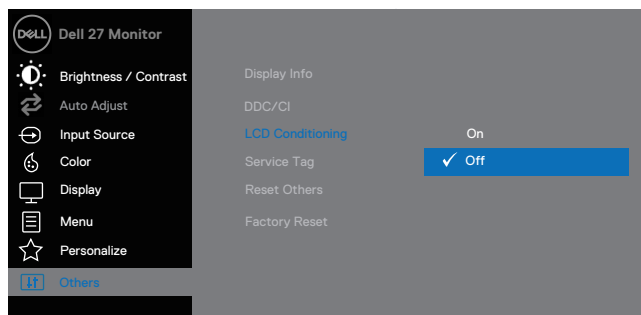 DELL Dell 27 Monitor
Brightness / Contrast
Auto Adjust
Input Source
Color
Display
Menu
Personalize
Others
Display Info
DDC/CI
LCD Conditioning
Service Tag
Reset Others
Factory Reset
On
Off